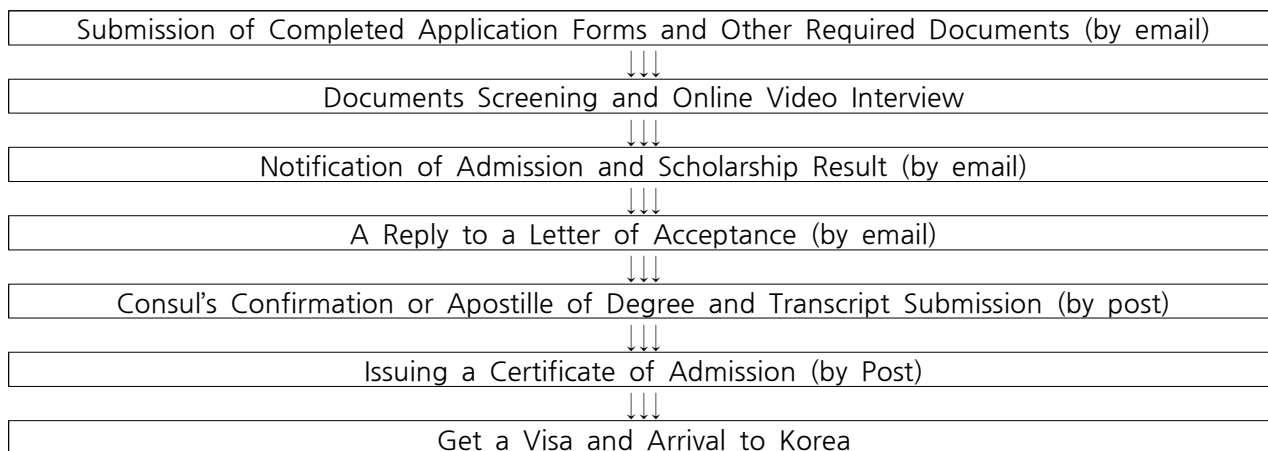 Submission of Completed Application Forms and Other Required Documents (by email)
↓↓↓
Documents Screening and Online Video Interview
↓↓↓
Notification of Admission and Scholarship Result (by email)
↓↓↓
A Reply to a Letter of Acceptance (by email)
↓↓↓
Consul's Confirmation or Apostille of Degree and Transcript Submission (by post)
↓↓↓
Issuing a Certificate of Admission (by Post)
↓↓↓
Get a Visa and Arrival to Korea